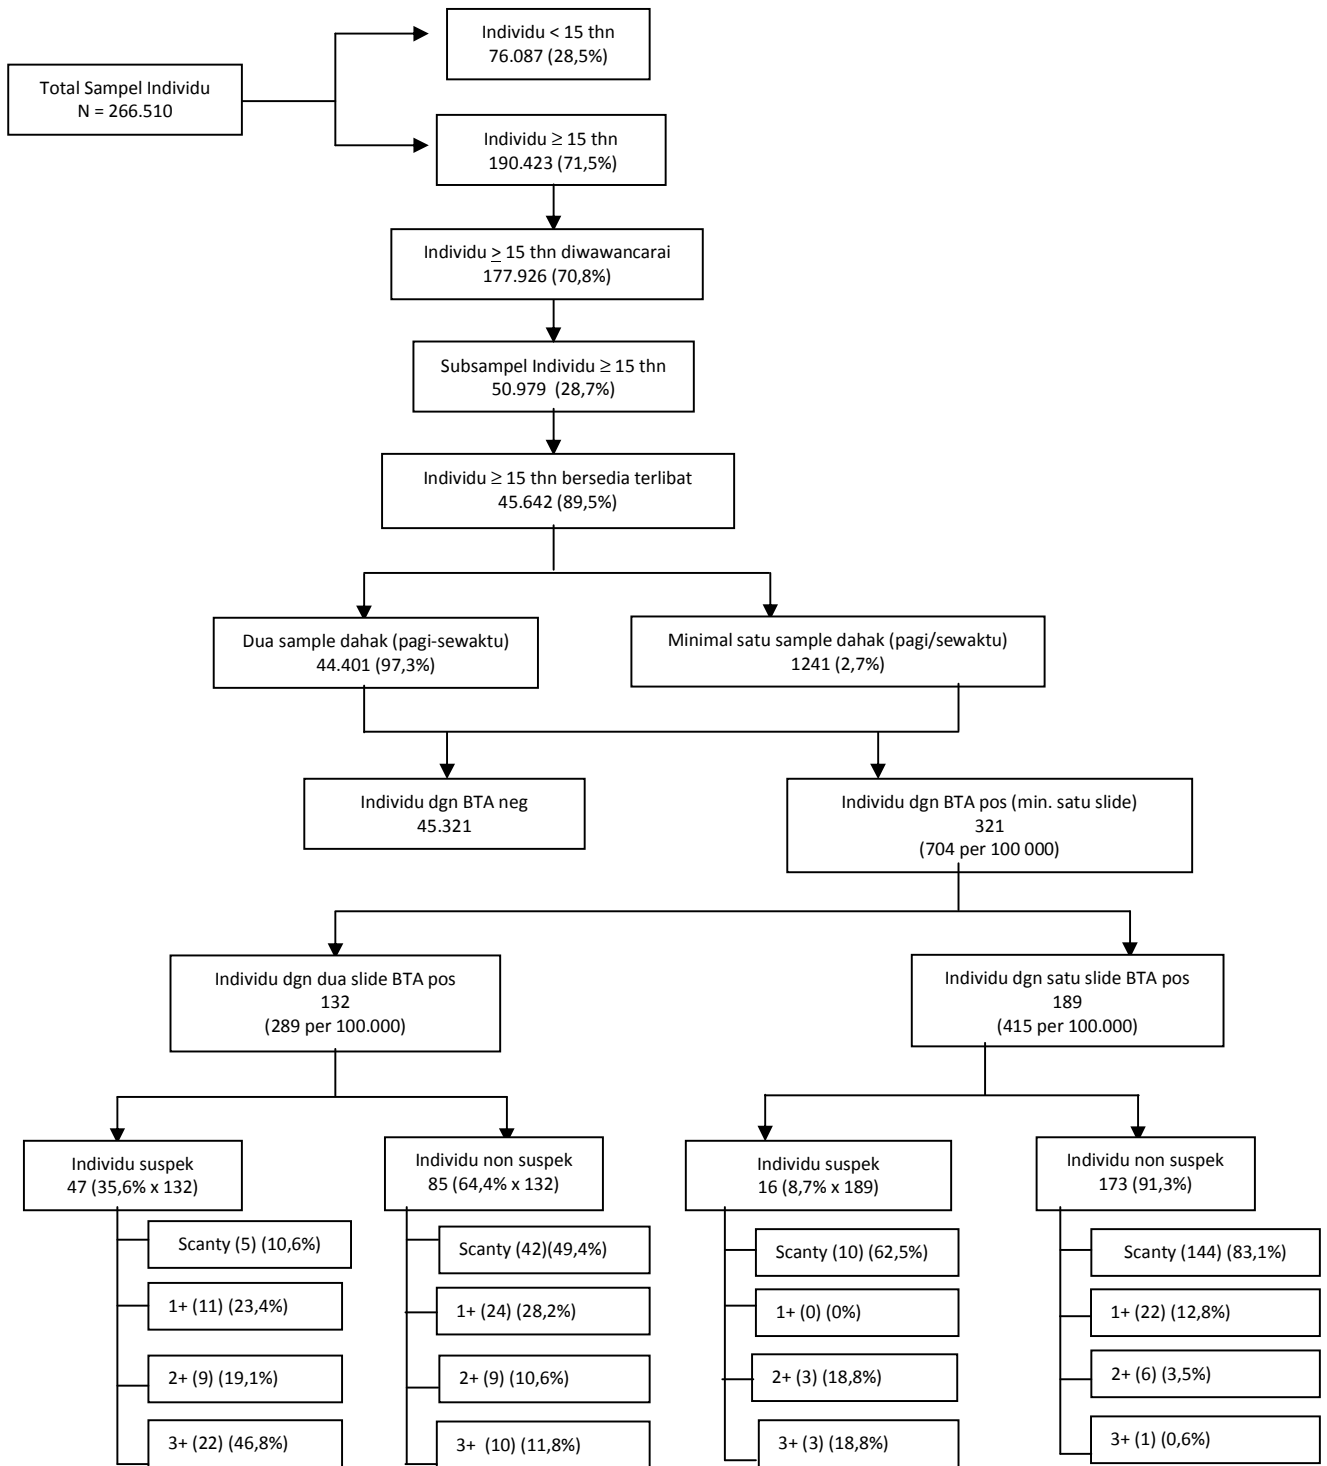 Individu < 15 thn
76.087 (28,5%)
Total Sampel Individu
N = 266.510
Individu ≥ 15 thn
190.423 (71,5%)
Individu ≥ 15 thn diwawancarai
177.926 (70,8%)
Subsampel Individu ≥ 15 thn
50.979 (28,7%)
Individu ≥ 15 thn bersedia terlibat
45.642 (89,5%)
Dua sample dahak (pagi-sewaktu)
44.401 (97,3%)
Minimal satu sample dahak (pagi/sewaktu)
1241 (2,7%)
Individu dgn BTA neg
45.321
Individu dgn BTA pos (min. satu slide)
321
(704 per 100 000)
Individu dgn dua slide BTA pos
132
(289 per 100.000)
Individu dgn satu slide BTA pos
189
(415 per 100.000)
Individu suspek
47 (35,6% x 132)
Individu non suspek
85 (64,4% x 132)
Individu suspek
16 (8,7% x 189)
Individu non suspek
173 (91,3%)
Scanty (5) (10,6%)
1+ (11) (23,4%)
2+ (9) (19,1%)
3+ (22) (46,8%)
Scanty (42)(49,4%)
1+ (24) (28,2%)
2+ (9) (10,6%)
3+ (10) (11,8%)
Scanty (10) (62,5%)
1+ (0) (0%)
2+ (3) (18,8%)
3+ (3) (18,8%)
Scanty (144) (83,1%)
1+ (22) (12,8%)
2+ (6) (3,5%)
3+ (1) (0,6%)